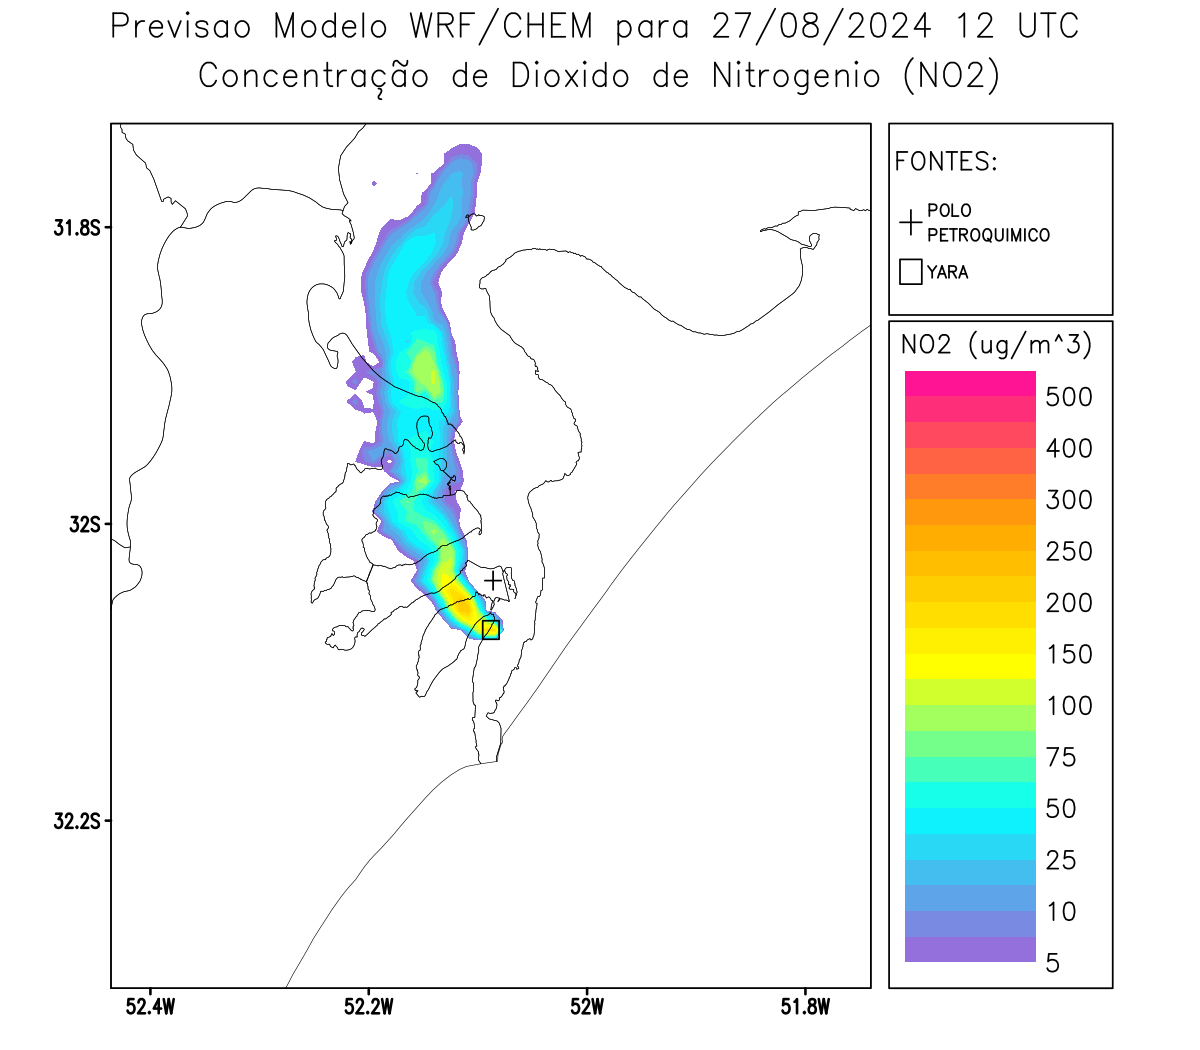 Previsao Modelo WRF/CHEM para 27/08/2024 12 UTC
Concentração de Dioxido de Nitrogenio (NO2)
FONTES:
POLO
PETROQUIMICO
YARA
NO2 (ug/m^3)
500
400
300
250
200
150
100
75
50
25
10
5
31.8S
32S
32.2S
52.4W
52.2W
52W
51.8W